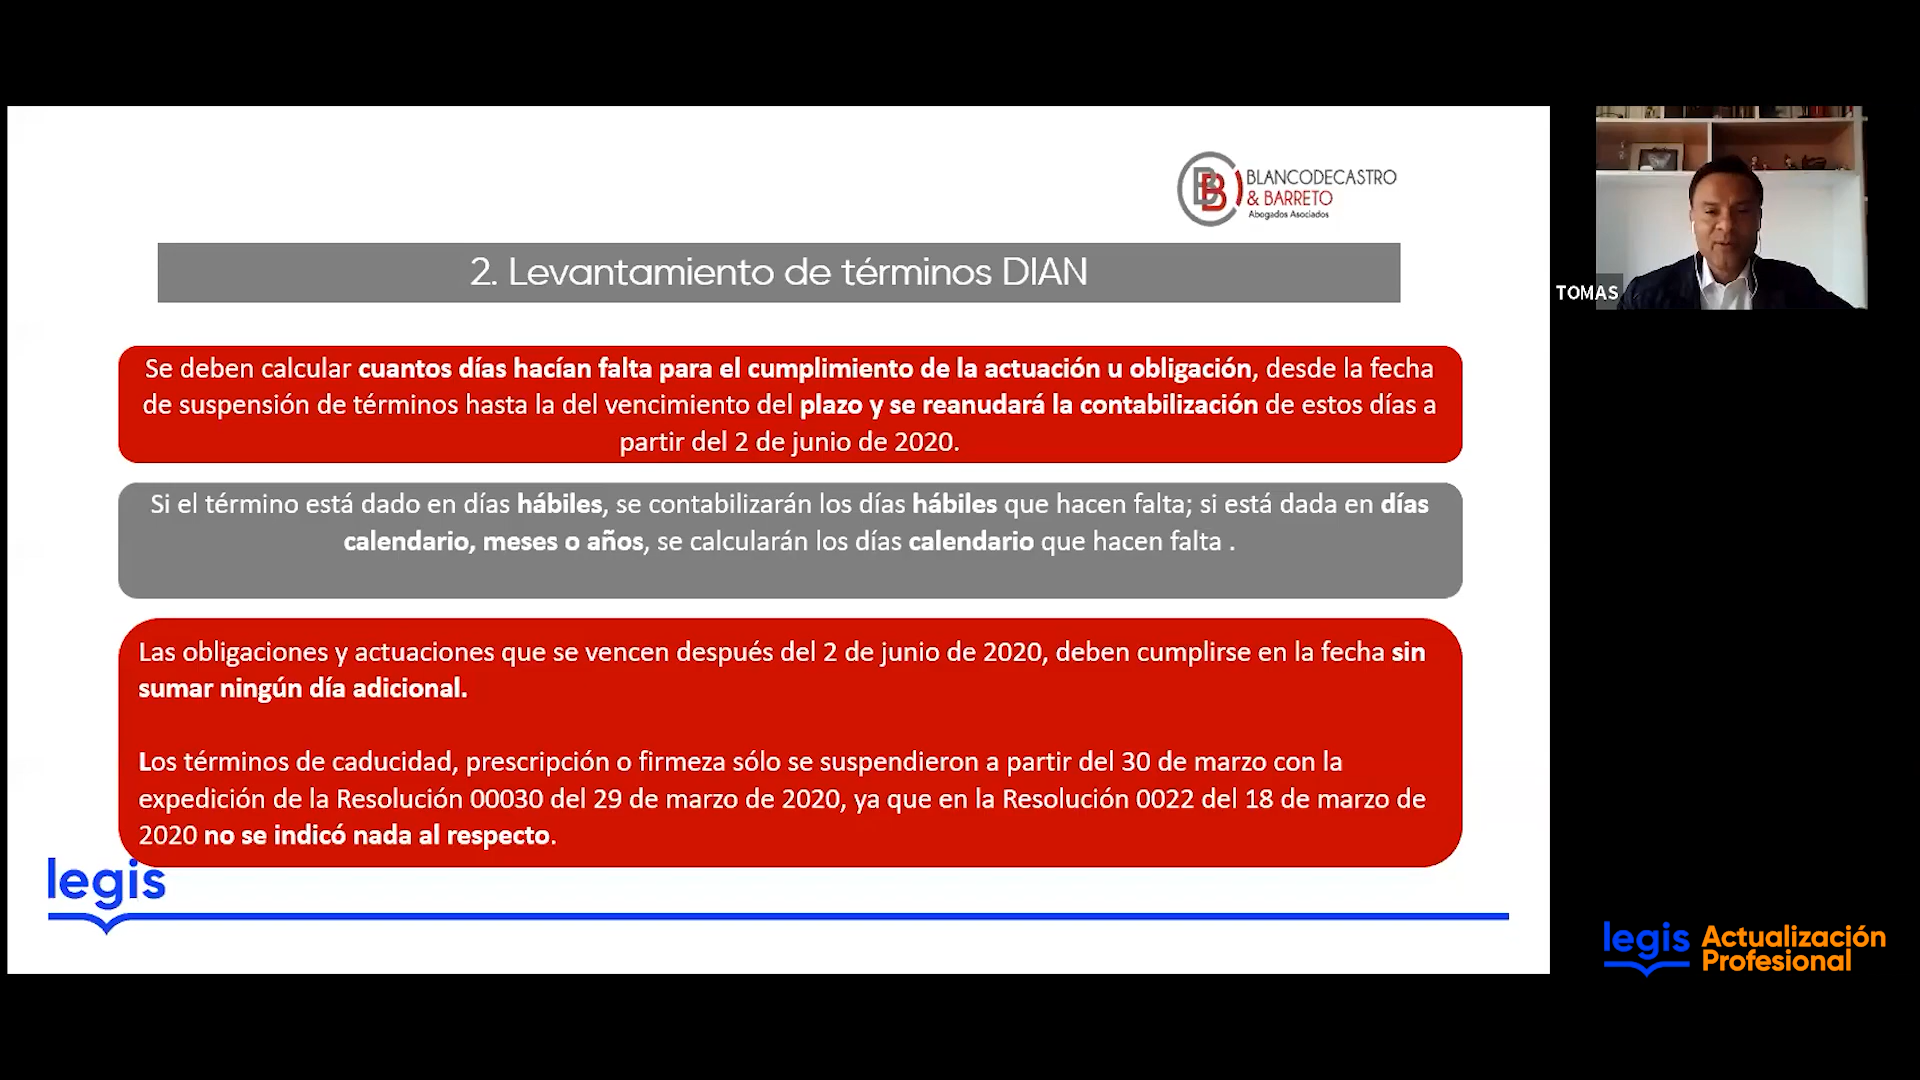 BLANCODECASTRO
& BARRETO
Abogados Asociados
2. Levantamiento de términos DIAN
Se deben calcular cuantos días hacían falta para el cumplimiento de la actuación u obligación, desde la fecha
de suspensión de términos hasta la del vencimiento del plazo y se reanudará la contabilización de estos días a
partir del 2 de junio de 2020.
Si el término está dado en días hábiles, se contabilizarán los días hábiles que hacen falta; si está dada en días
calendario, meses o años, se calcularán los días calendario que hacen falta .
Las obligaciones y actuaciones que se vencen después del 2 de junio de 2020, deben cumplirse en la fecha sin
sumar ningún día adicional.
Los términos de caducidad, prescripción o firmeza sólo se suspendieron a partir del 30 de marzo con la
expedición de la Resolución 00030 del 29 de marzo de 2020, ya que en la Resolución 0022 del 18 de marzo de
2020 no se indicó nada al respecto.
legis
TOMAS
legis Actualización
Profesional